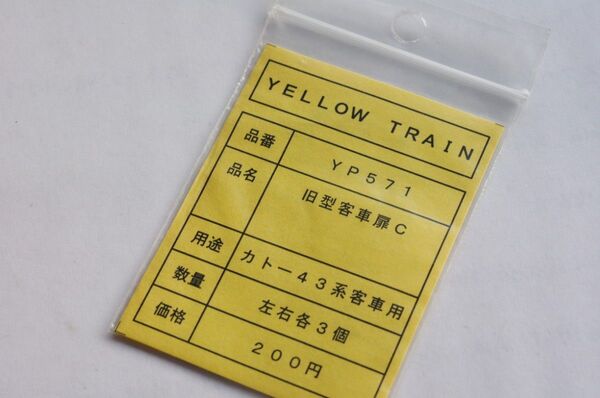 YELLOW TRAIN
品番 YP571
品名 旧型客車扉C
用途 カトー43系客車用
数量 左右各3個
価格 200円